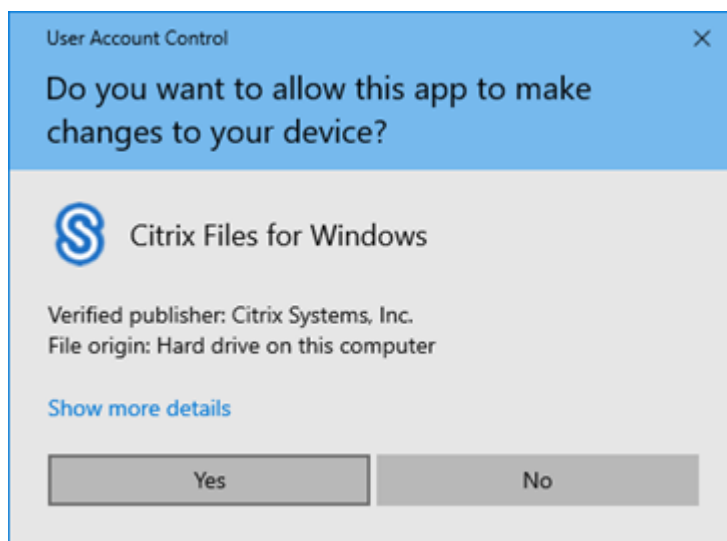 User Account Control
Do you want to allow this app to make
changes to your device?
Citrix Files for Windows
Verified publisher: Citrix Systems, Inc.
File origin: Hard drive on this computer
Show more details
Yes
No